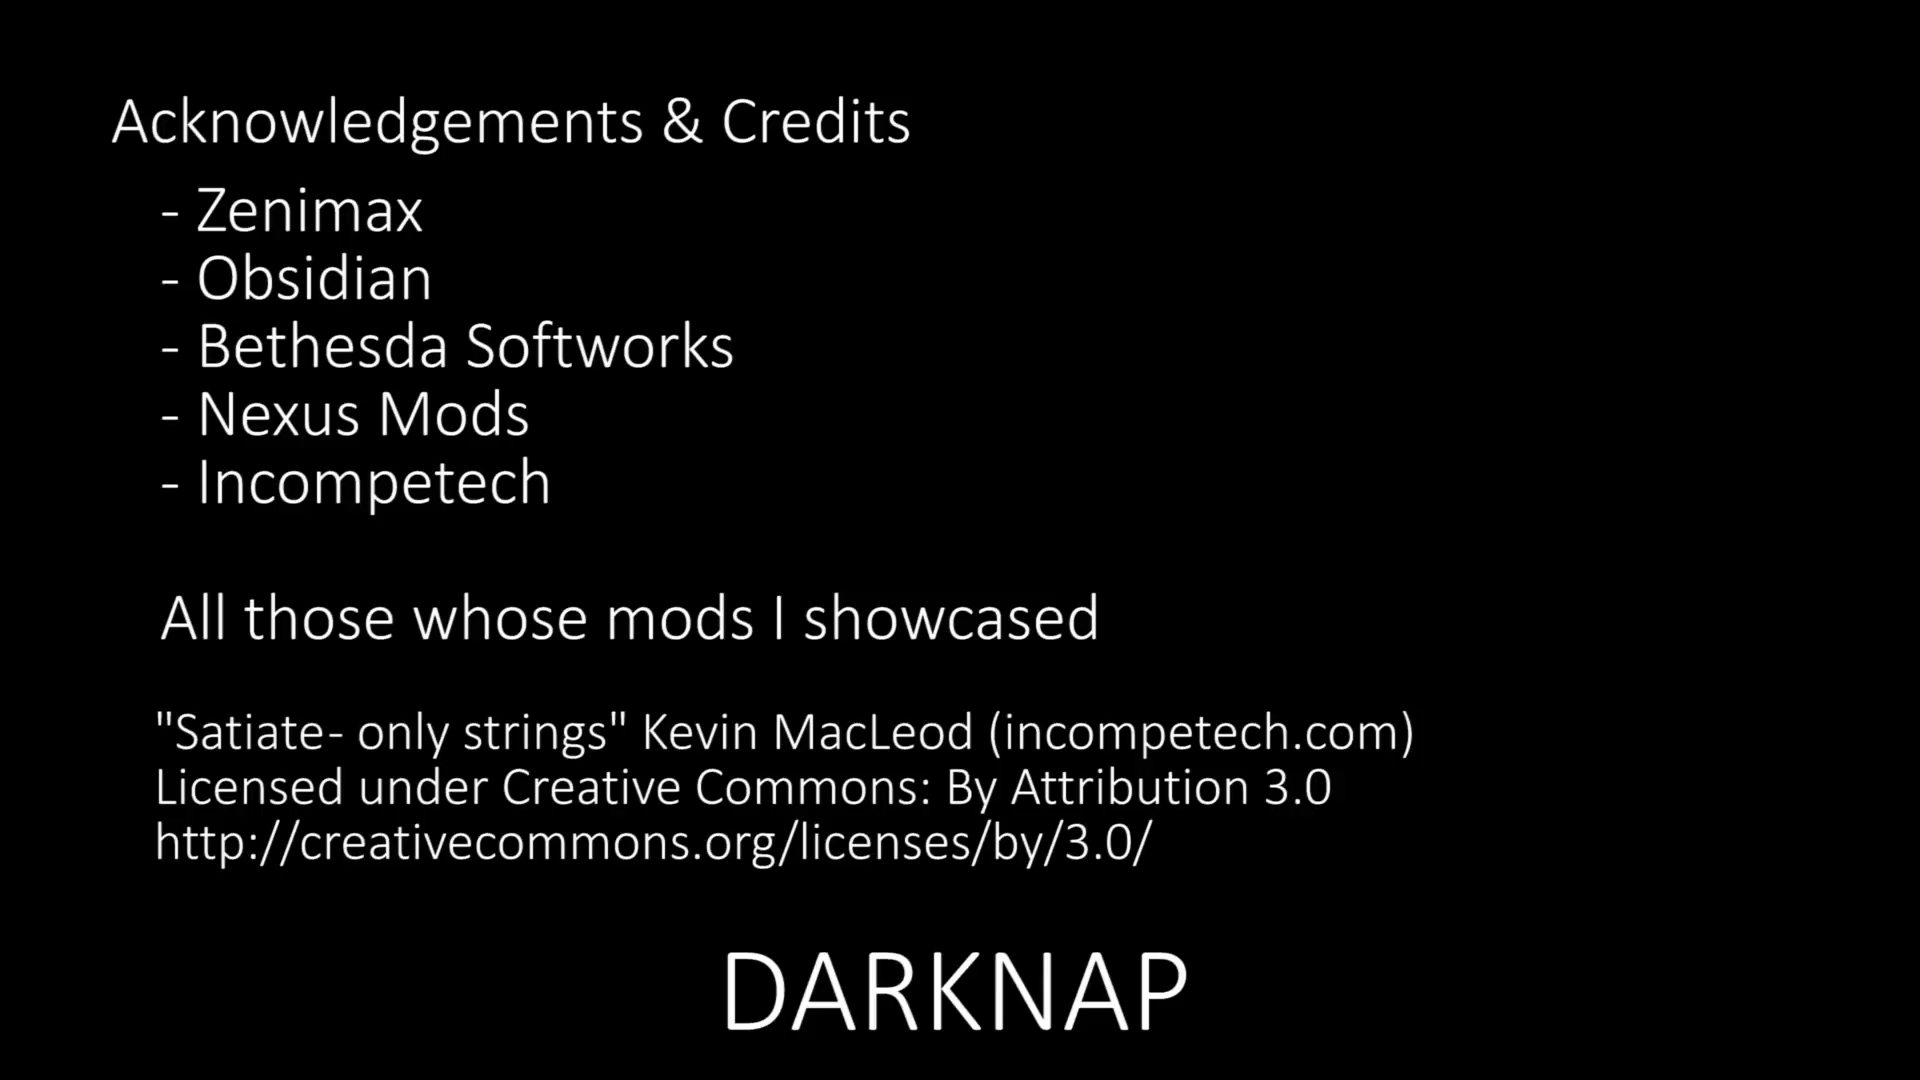 Acknowledgements & Credits
- Zenimax
- Obsidian
- Bethesda Softworks
- Nexus Mods
- Incompetech
All those whose mods I showcased
"Satiate- only strings" Kevin MacLeod (incompetech.com)
Licensed under Creative Commons: By Attribution 3.0
http://creativecommons.org/licenses/by/3.0/
DARKNAP